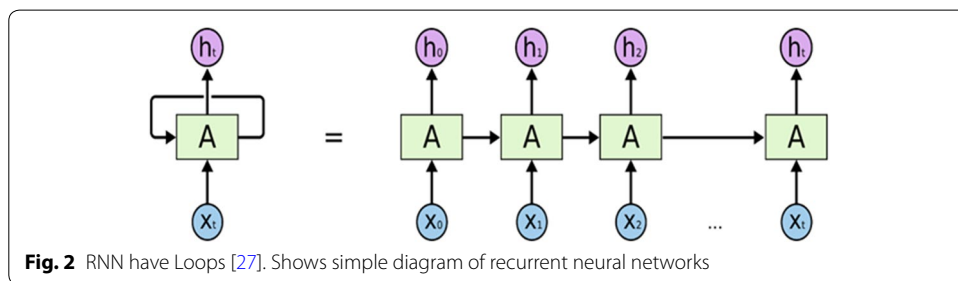 hₜ h₀ h₁ h₂ hₜ
A = A A A A
Xₜ X₀ X₁ X₂ ... Xₜ
Fig. 2 RNN have Loops [27]. Shows simple diagram of recurrent neural networks